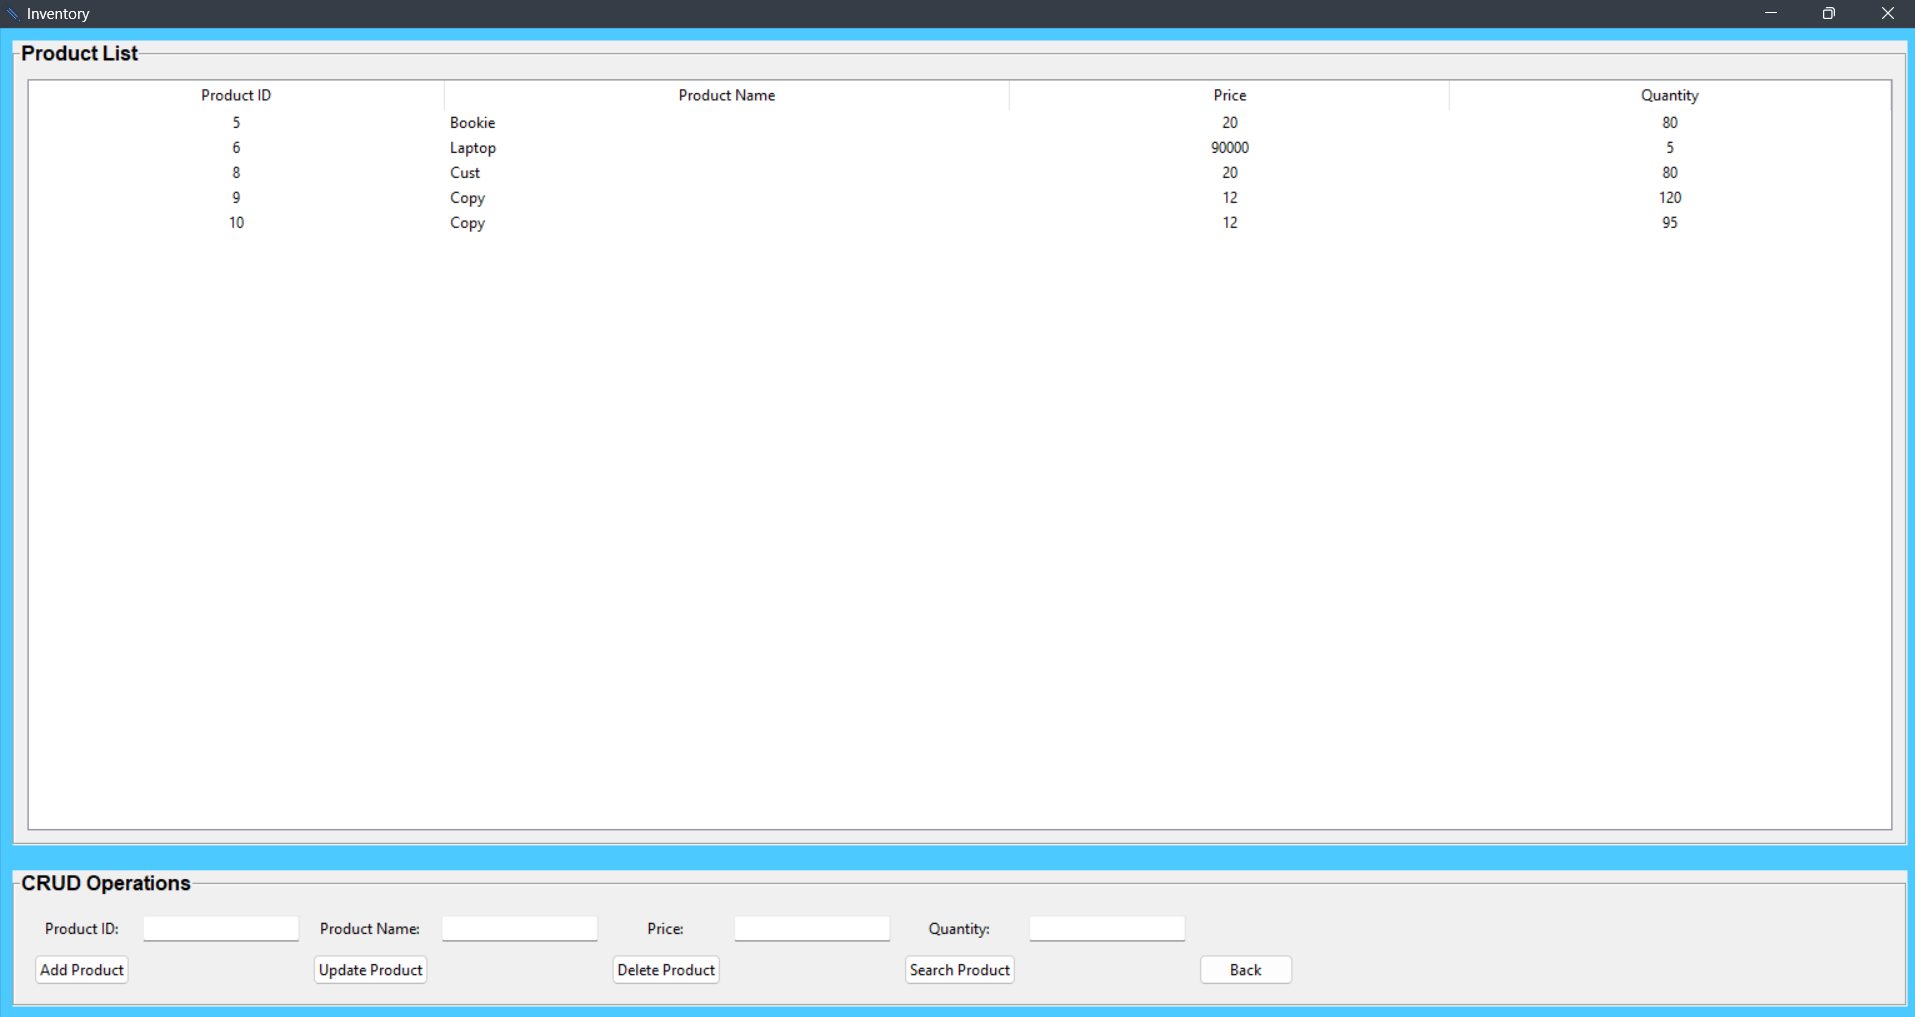 Inventory
Product List
Product ID Product Name Price Quantity
5 Bookie 20 80
6 Laptop 90000 5
8 Cust 20 80
9 Copy 12 120
10 Copy 12 95
CRUD Operations
Product ID: Product Name: Price: Quantity:
Add Product Update Product Delete Product Search Product Back